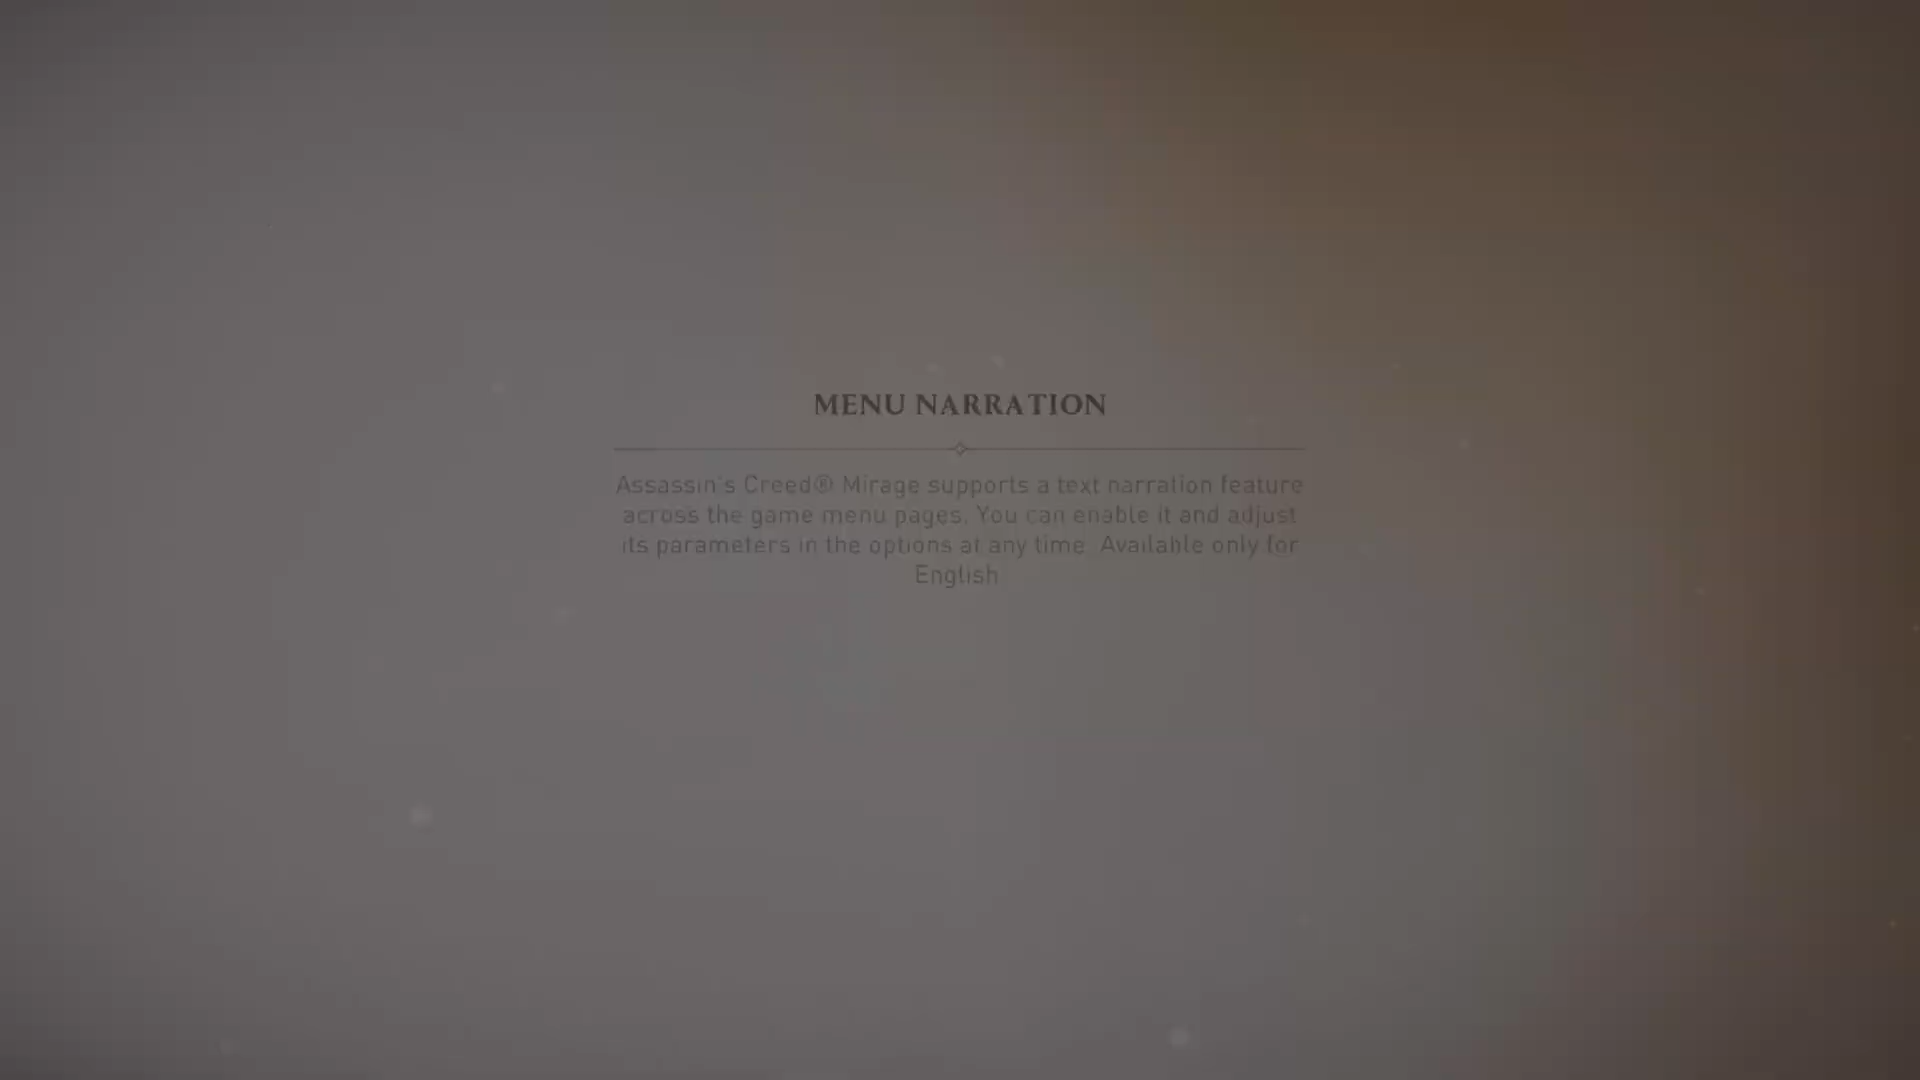 MENU NARRATION
Assassin's Creed® Mirage supports a text narration feature
across the game menu pages. You can enable it and adjust
its parameters in the options at any time. Available only for
English